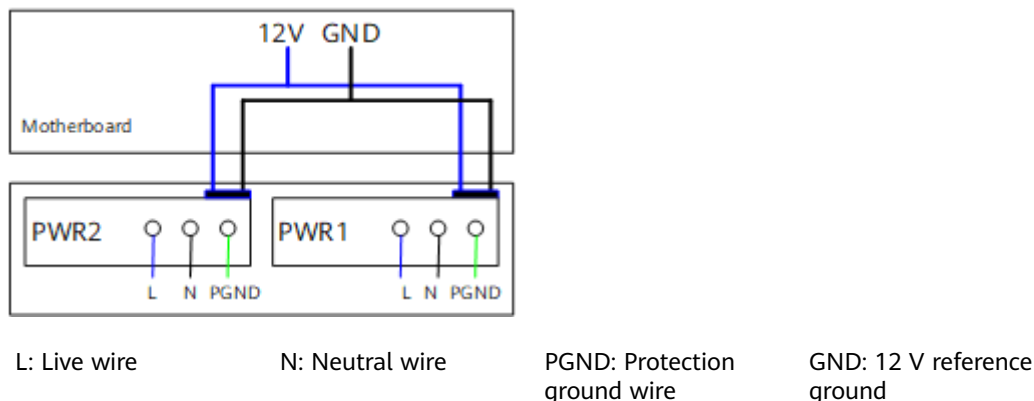 12V GND
Motherboard
PWR2
PWR1
L N PGND
L N PGND
L: Live wire
N: Neutral wire
PGND: Protection
ground wire
GND: 12 V reference
ground